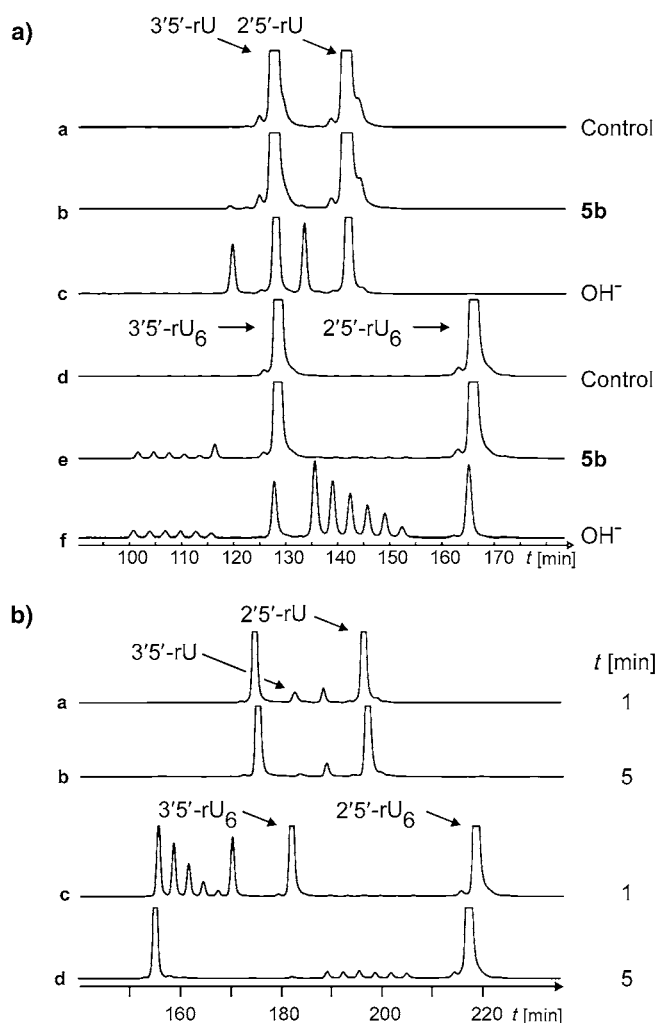 a)
3'5'-rU 2'5'-rU
a Control
b 5b
c OH⁻
3'5'-rU₆ 2'5'-rU₆
d Control
e 5b
f OH⁻
100 110 120 130 140 150 160 170 t [min]
b)
2'5'-rU
3'5'-rU t [min]
a 1
b 5
3'5'-rU₆ 2'5'-rU₆
c 1
d 5
160 180 200 220 t [min]